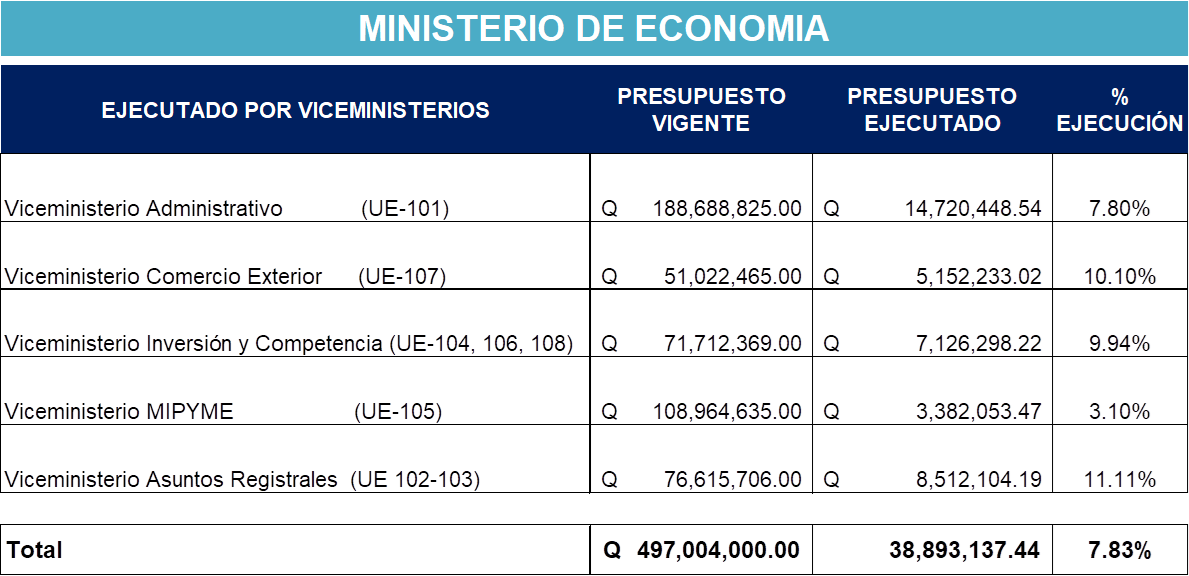 MINISTERIO DE ECONOMIA
EJECUTADO POR VICEMINISTERIOS PRESUPUESTO VIGENTE PRESUPUESTO EJECUTADO % EJECUCIÓN
Viceministerio Administrativo (UE-101) Q 188,688,825.00 Q 14,720,448.54 7.80%
Viceministerio Comercio Exterior (UE-107) Q 51,022,465.00 Q 5,152,233.02 10.10%
Viceministerio Inversión y Competencia (UE-104, 106, 108) Q 71,712,369.00 Q 7,126,298.22 9.94%
Viceministerio MIPYME (UE-105) Q 108,964,635.00 Q 3,382,053.47 3.10%
Viceministerio Asuntos Registrales (UE 102-103) Q 76,615,706.00 Q 8,512,104.19 11.11%
Total Q 497,004,000.00 38,893,137.44 7.83%